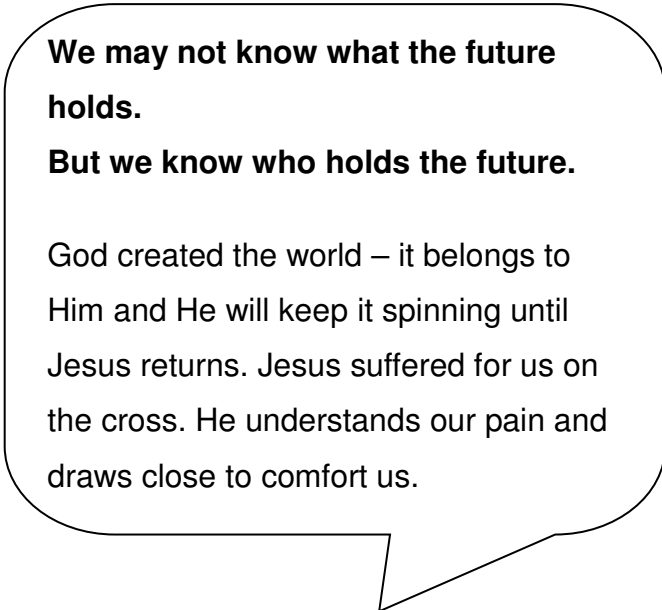 We may not know what the future
holds.
But we know who holds the future.
God created the world – it belongs to
Him and He will keep it spinning until
Jesus returns. Jesus suffered for us on
the cross. He understands our pain and
draws close to comfort us.